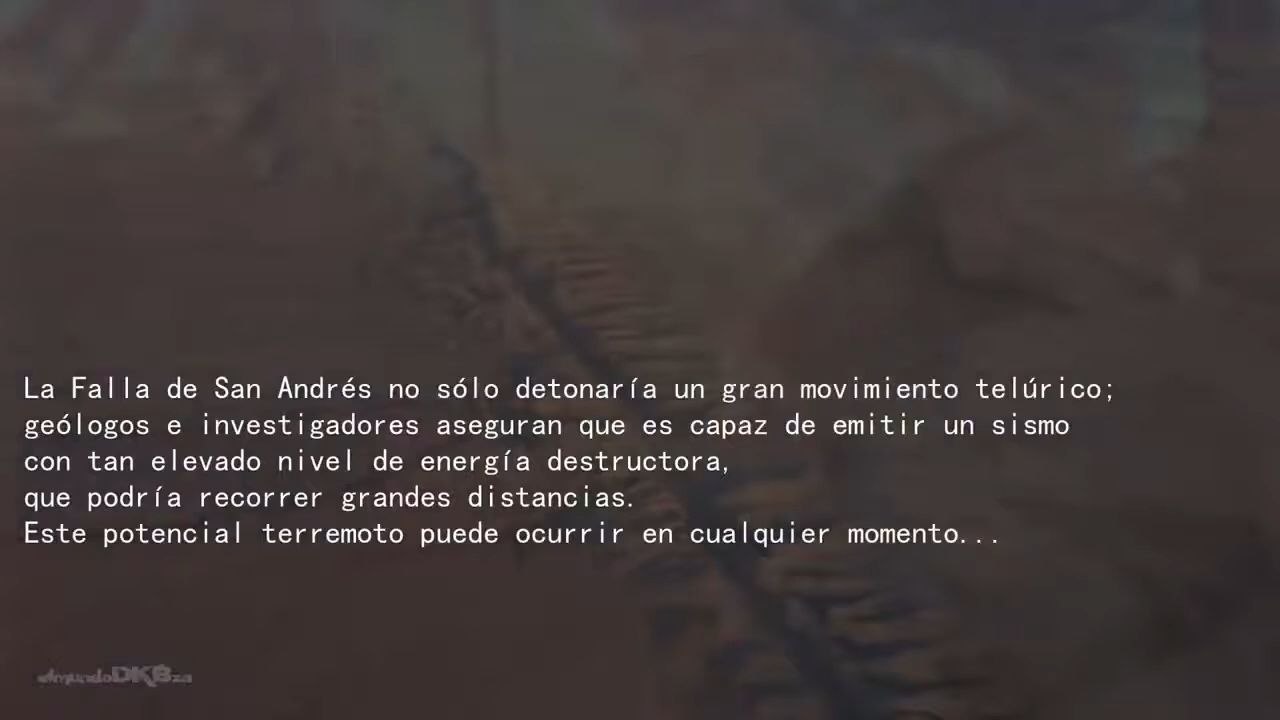 La Falla de San Andrés no sólo detonaría un gran movimiento telúrico;
geólogos e investigadores aseguran que es capaz de emitir un sismo
con tan elevado nivel de energía destructora,
que podría recorrer grandes distancias.
Este potencial terremoto puede ocurrir en cualquier momento...
elmundoDKBza